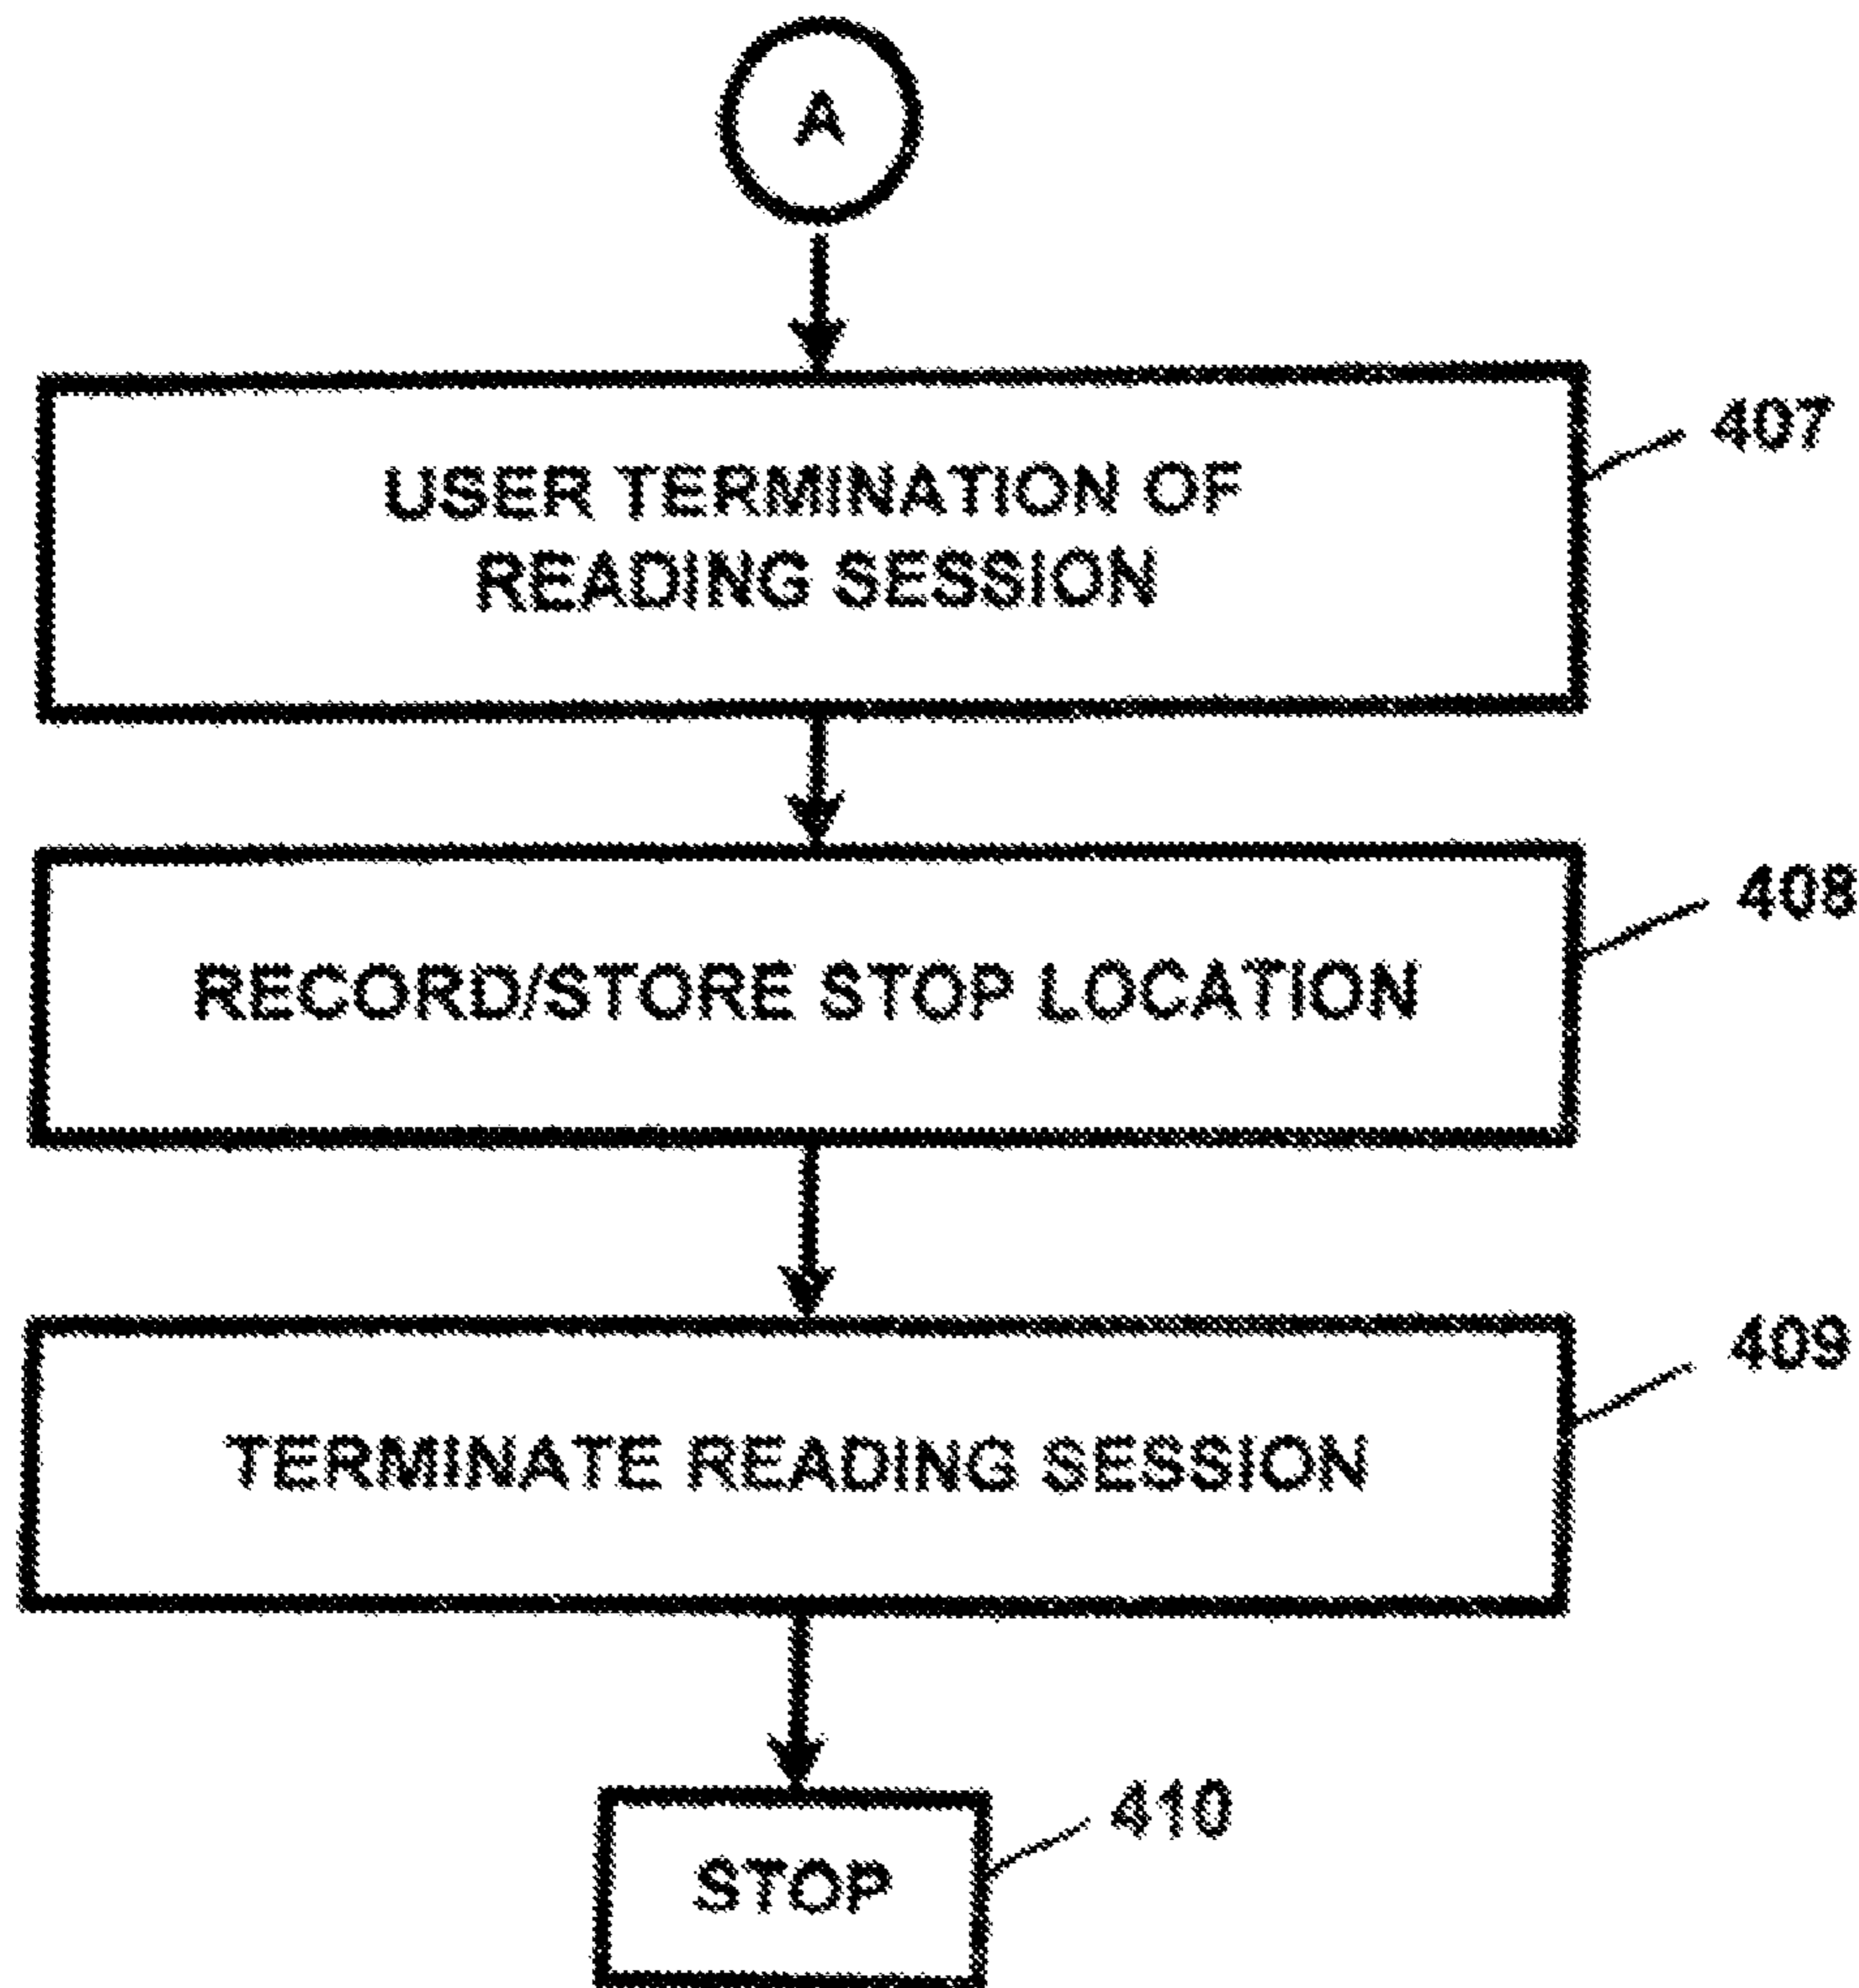 A
407
USER TERMINATION OF
READING SESSION
408
RECORD/STORE STOP LOCATION
409
TERMINATE READING SESSION
410
STOP